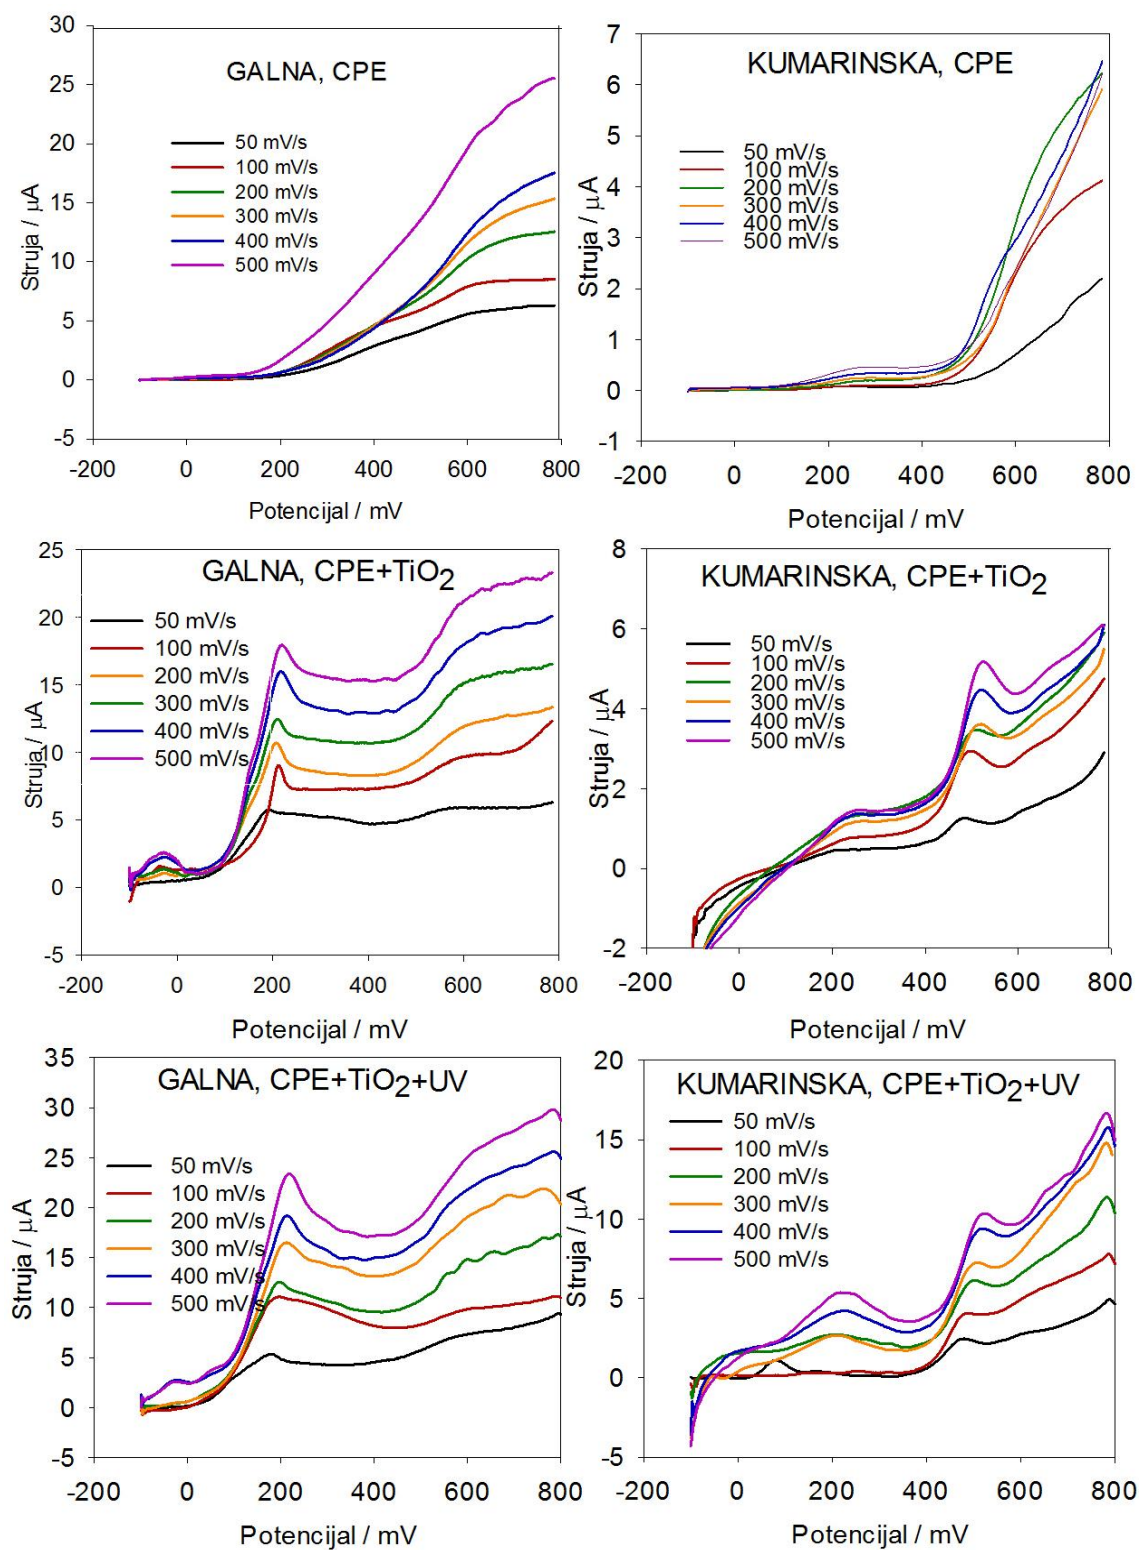 GALNA, CPE
50 mV/s
100 mV/s
200 mV/s
300 mV/s
400 mV/s
500 mV/s
Struja / μA
30
25
20
15
10
5
0
-5
-200
0
200
400
600
800
Potencijal / mV
KUMARINSKA, CPE
50 mV/s
100 mV/s
200 mV/s
300 mV/s
400 mV/s
500 mV/s
Struja / μA
7
6
5
4
3
2
1
0
-1
-200
0
200
400
600
800
Potencijal / mV
GALNA, CPE+TiO2
50 mV/s
100 mV/s
200 mV/s
300 mV/s
400 mV/s
500 mV/s
Struja / μA
25
20
15
10
5
0
-5
-200
0
200
400
600
800
Potencijal / mV
KUMARINSKA, CPE+TiO2
50 mV/s
100 mV/s
200 mV/s
300 mV/s
400 mV/s
500 mV/s
Struja / μA
8
6
4
2
0
-2
-200
0
200
400
600
800
Potencijal / mV
GALNA, CPE+TiO2+UV
50 mV/s
100 mV/s
200 mV/s
300 mV/s
400 mV/s
500 mV/s
Struja / μA
35
30
25
20
15
10
5
0
-5
-200
0
200
400
600
800
Potencijal / mV
KUMARINSKA, CPE+TiO2+UV
50 mV/s
100 mV/s
200 mV/s
300 mV/s
400 mV/s
500 mV/s
Struja / μA
20
15
10
5
0
-5
-200
0
200
400
600
800
Potencijal / mV